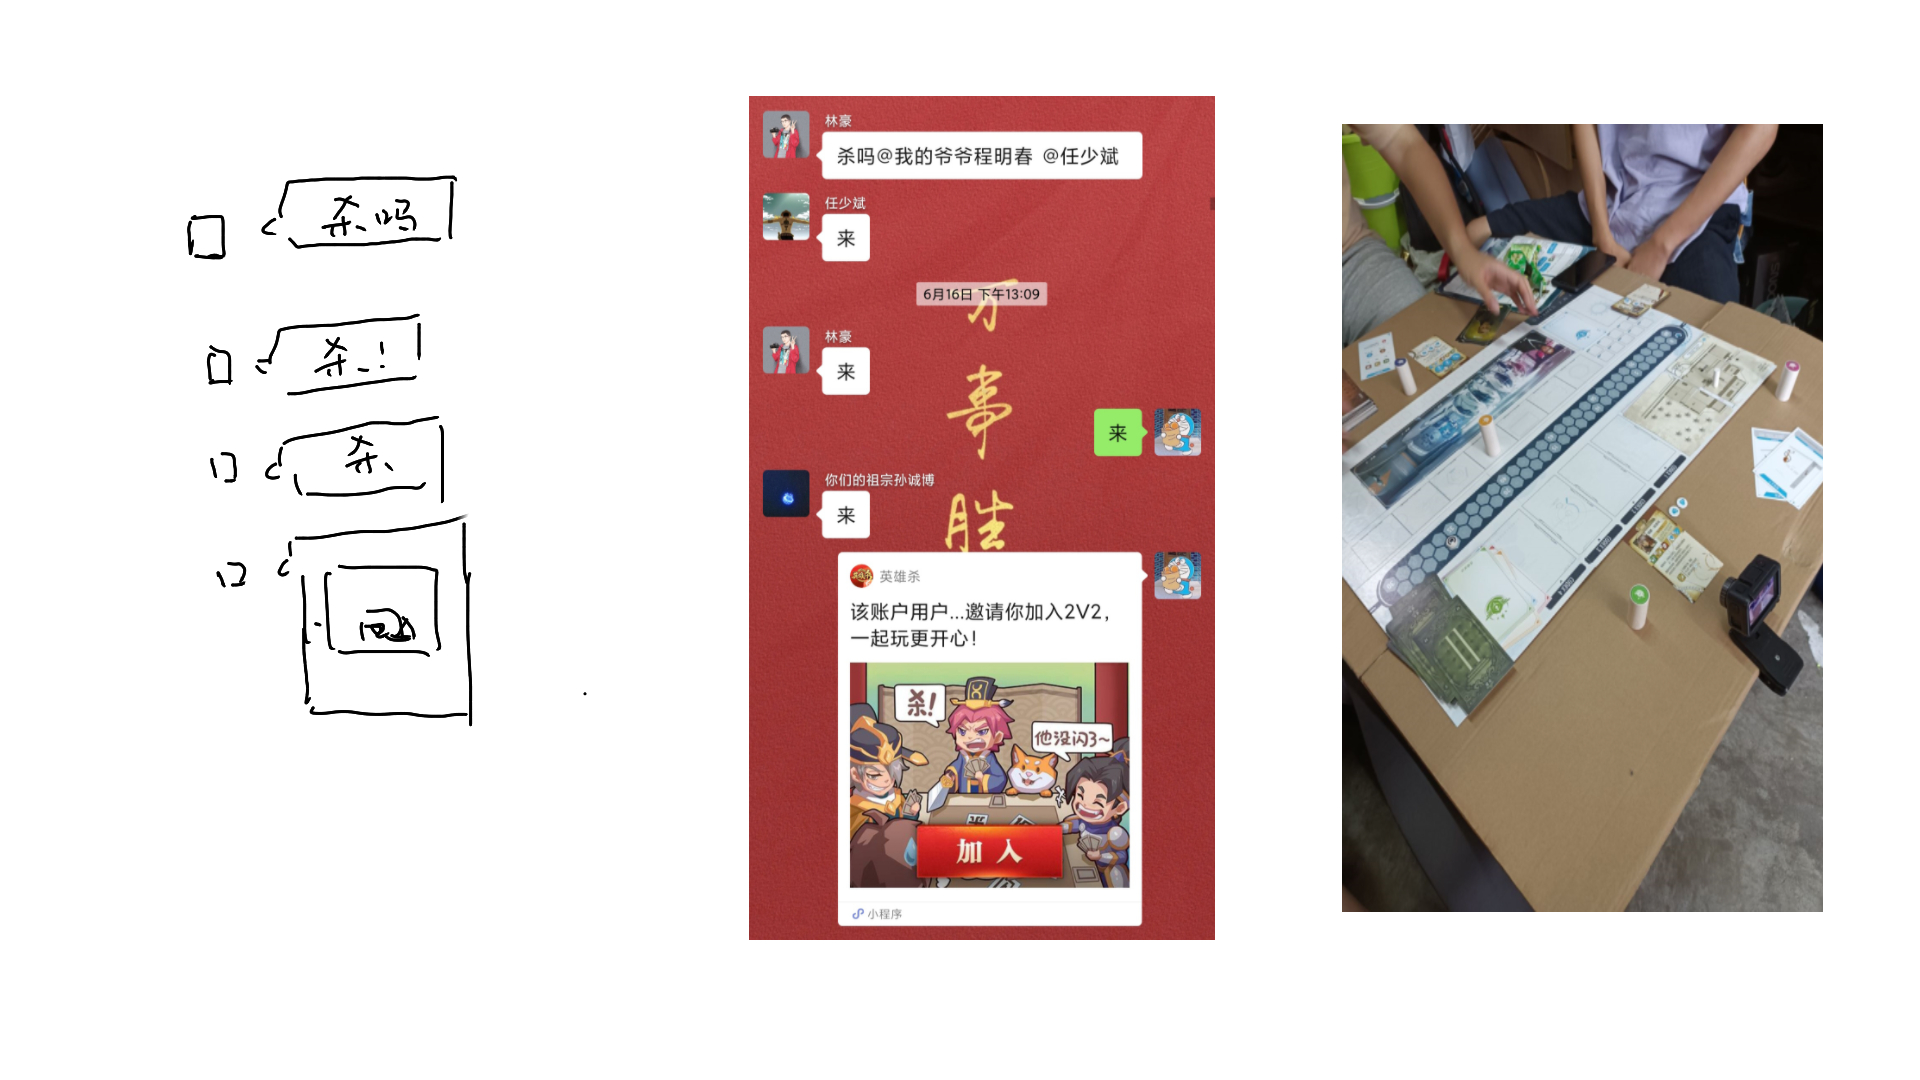 杀吗
杀!
杀
林豪
杀吗@我的爷爷程明春 @任少斌
任少斌
来
6月16日 下午13:09
万
事
胜
林豪
来
来
你们的祖宗孙诚博
来
英雄杀
该账户用户...邀请你加入2V2,
一起玩更开心!
杀!
他没闪了~
加入
小程序